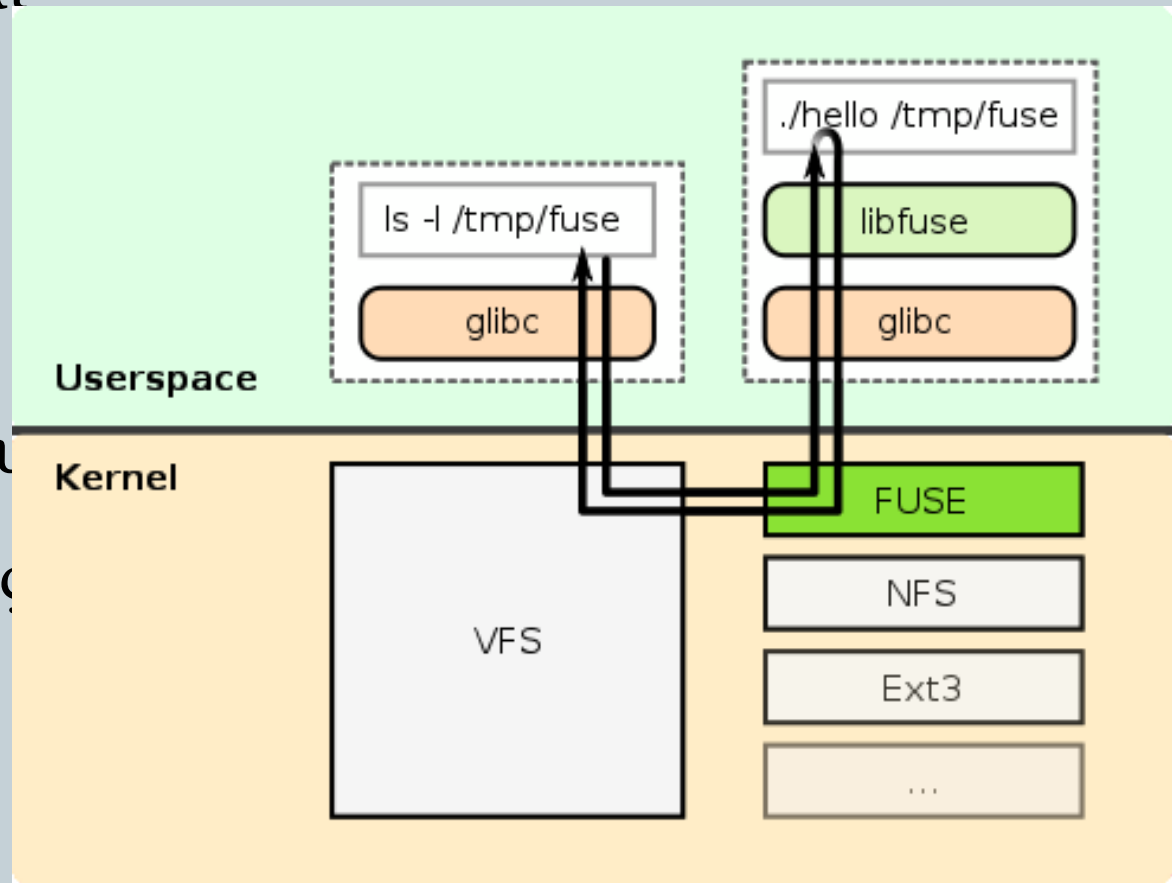 ./hello /tmp/fuse
ls -l /tmp/fuse
libfuse
glibc
glibc
Userspace
Kernel
FUSE
NFS
VFS
Ext3
...